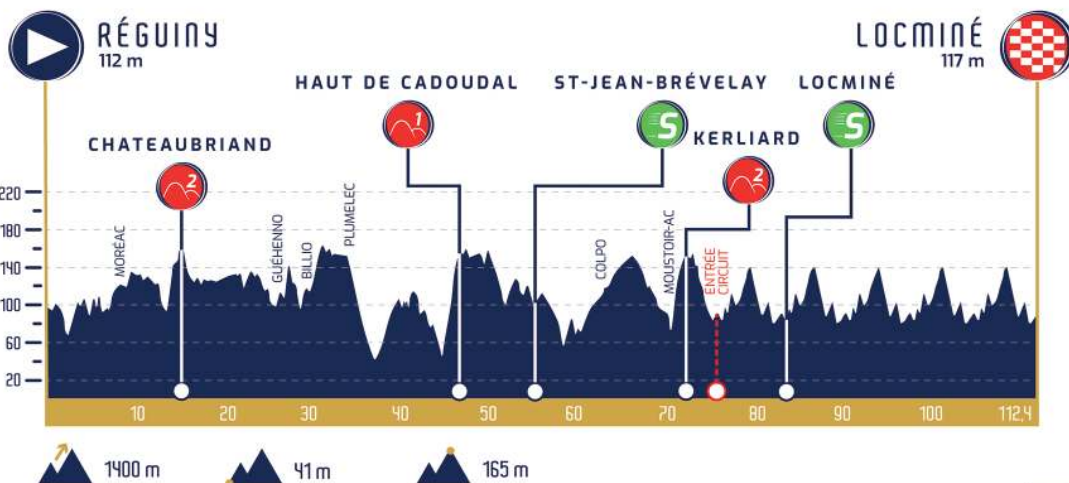 RÉGUINY
112 m
LOCMINÉ
117 m
HAUT DE CADOUDAL
ST-JEAN-BRÉVELAY
LOCMINÉ
1
S
S
CHATEAUBRIAND
KERLIARD
2
2
220
180
140
100
60
20
MORÉAC
GUÉHENNO
BILLIO
PLUMELEC
COLPO
MOUSTOIR-AC
ENTRÉE
CIRCUIT
10 20 30 40 50 60 70 80 90 100 112,4
1400 m
41 m
165 m